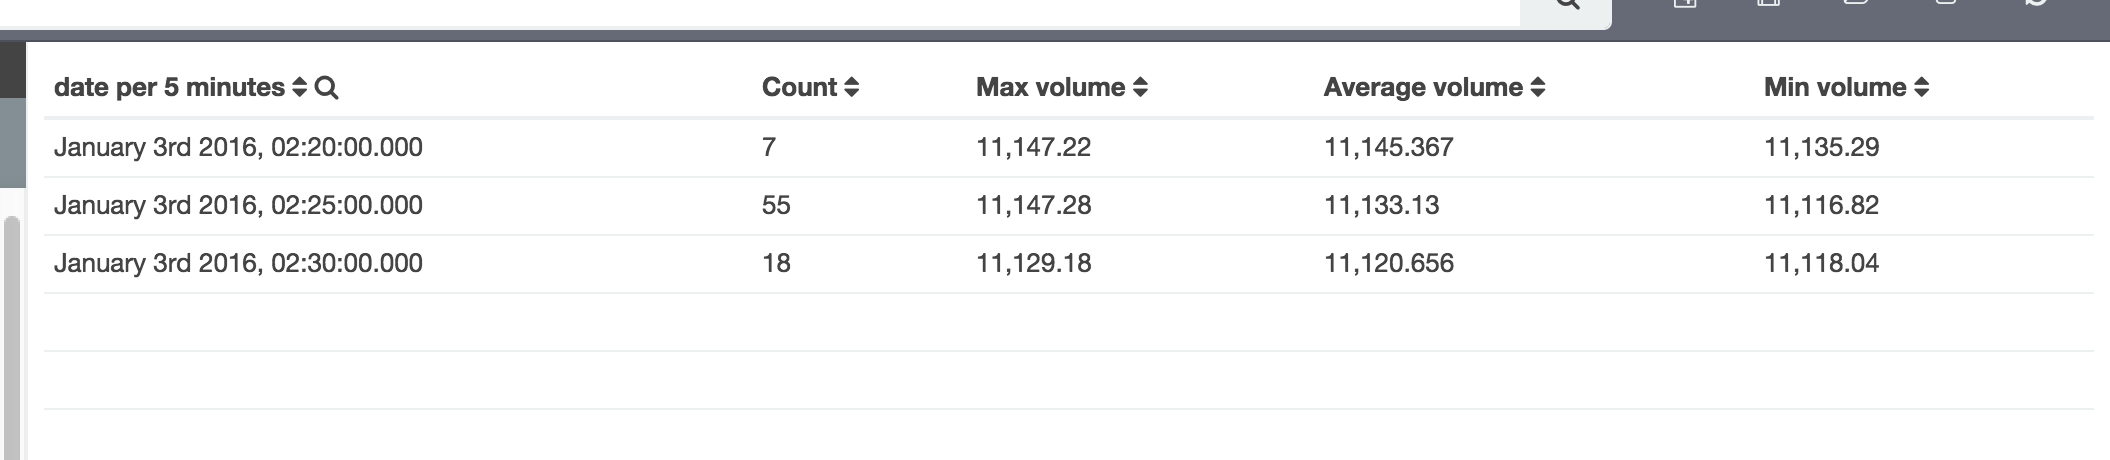 date per 5 minutes Count Max volume Average volume Min volume
January 3rd 2016, 02:20:00.000 7 11,147.22 11,145.367 11,135.29
January 3rd 2016, 02:25:00.000 55 11,147.28 11,133.13 11,116.82
January 3rd 2016, 02:30:00.000 18 11,129.18 11,120.656 11,118.04